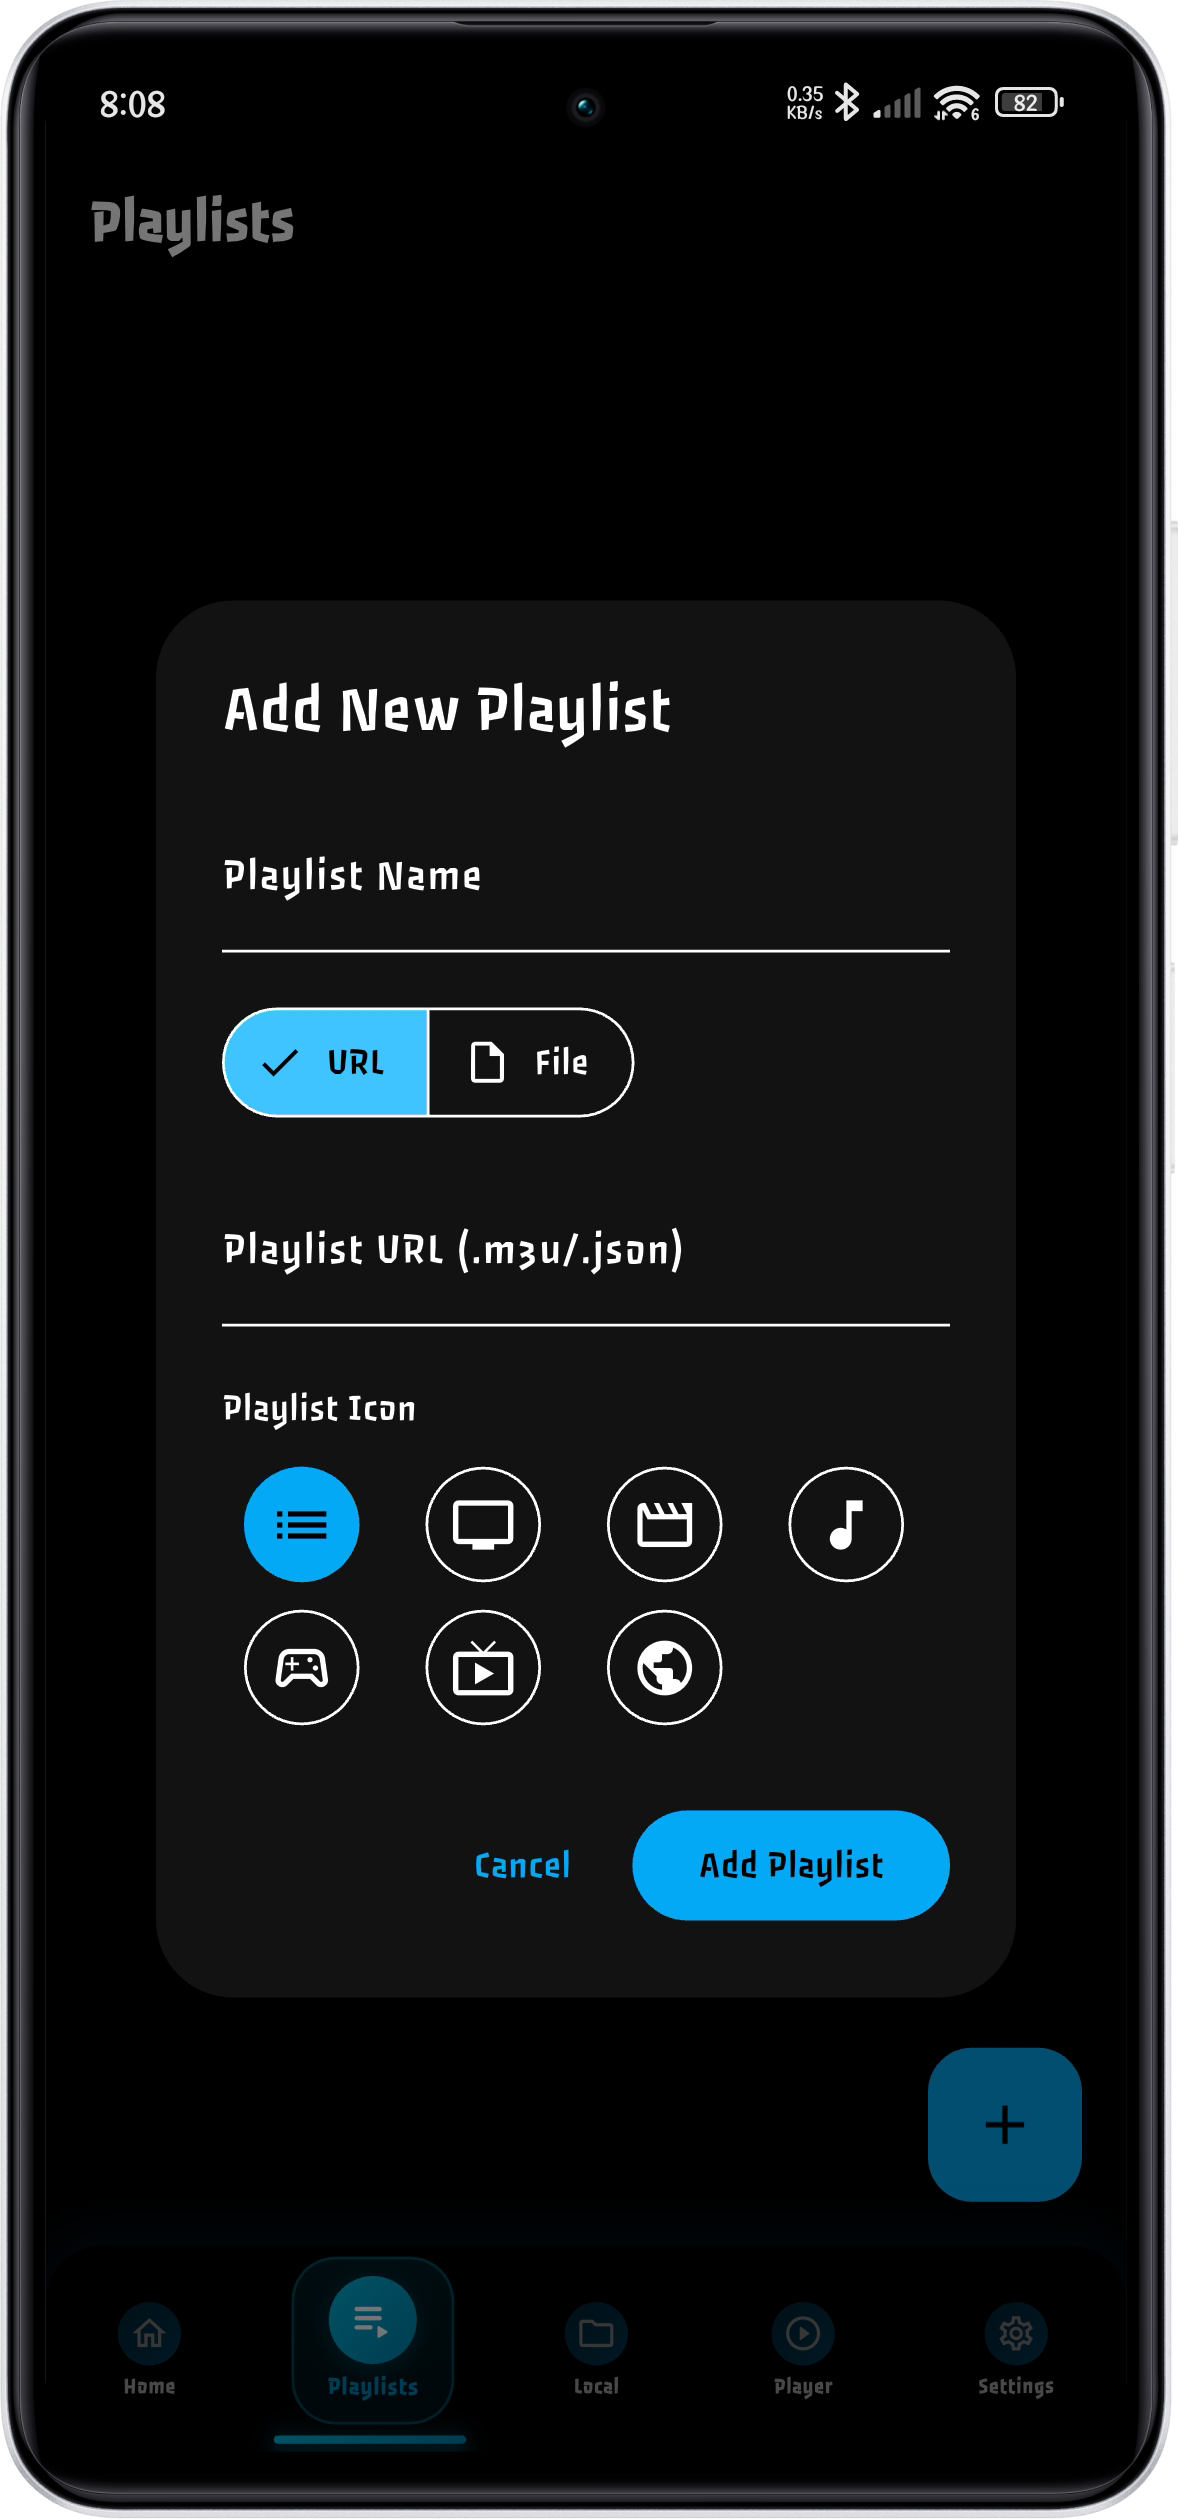 8:08
0.35
KB/s
6
82
Playlists
Add New Playlist
Playlist Name
URL
File
Playlist URL (.m3u/.json)
Playlist Icon
Cancel
Add Playlist
Home
Playlists
Local
Player
Settings